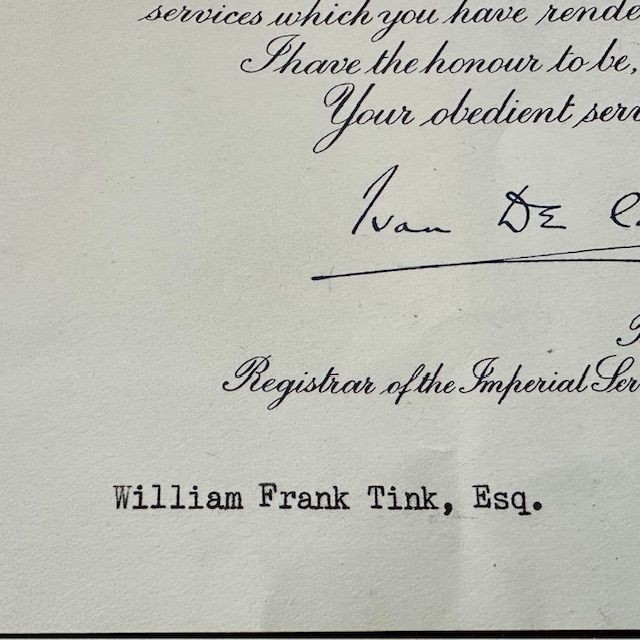 services which you have rende
I have the honour to be,
Your obedient serv
Ivan De
Registrar of the Imperial Ser
William Frank Tink, Esq.